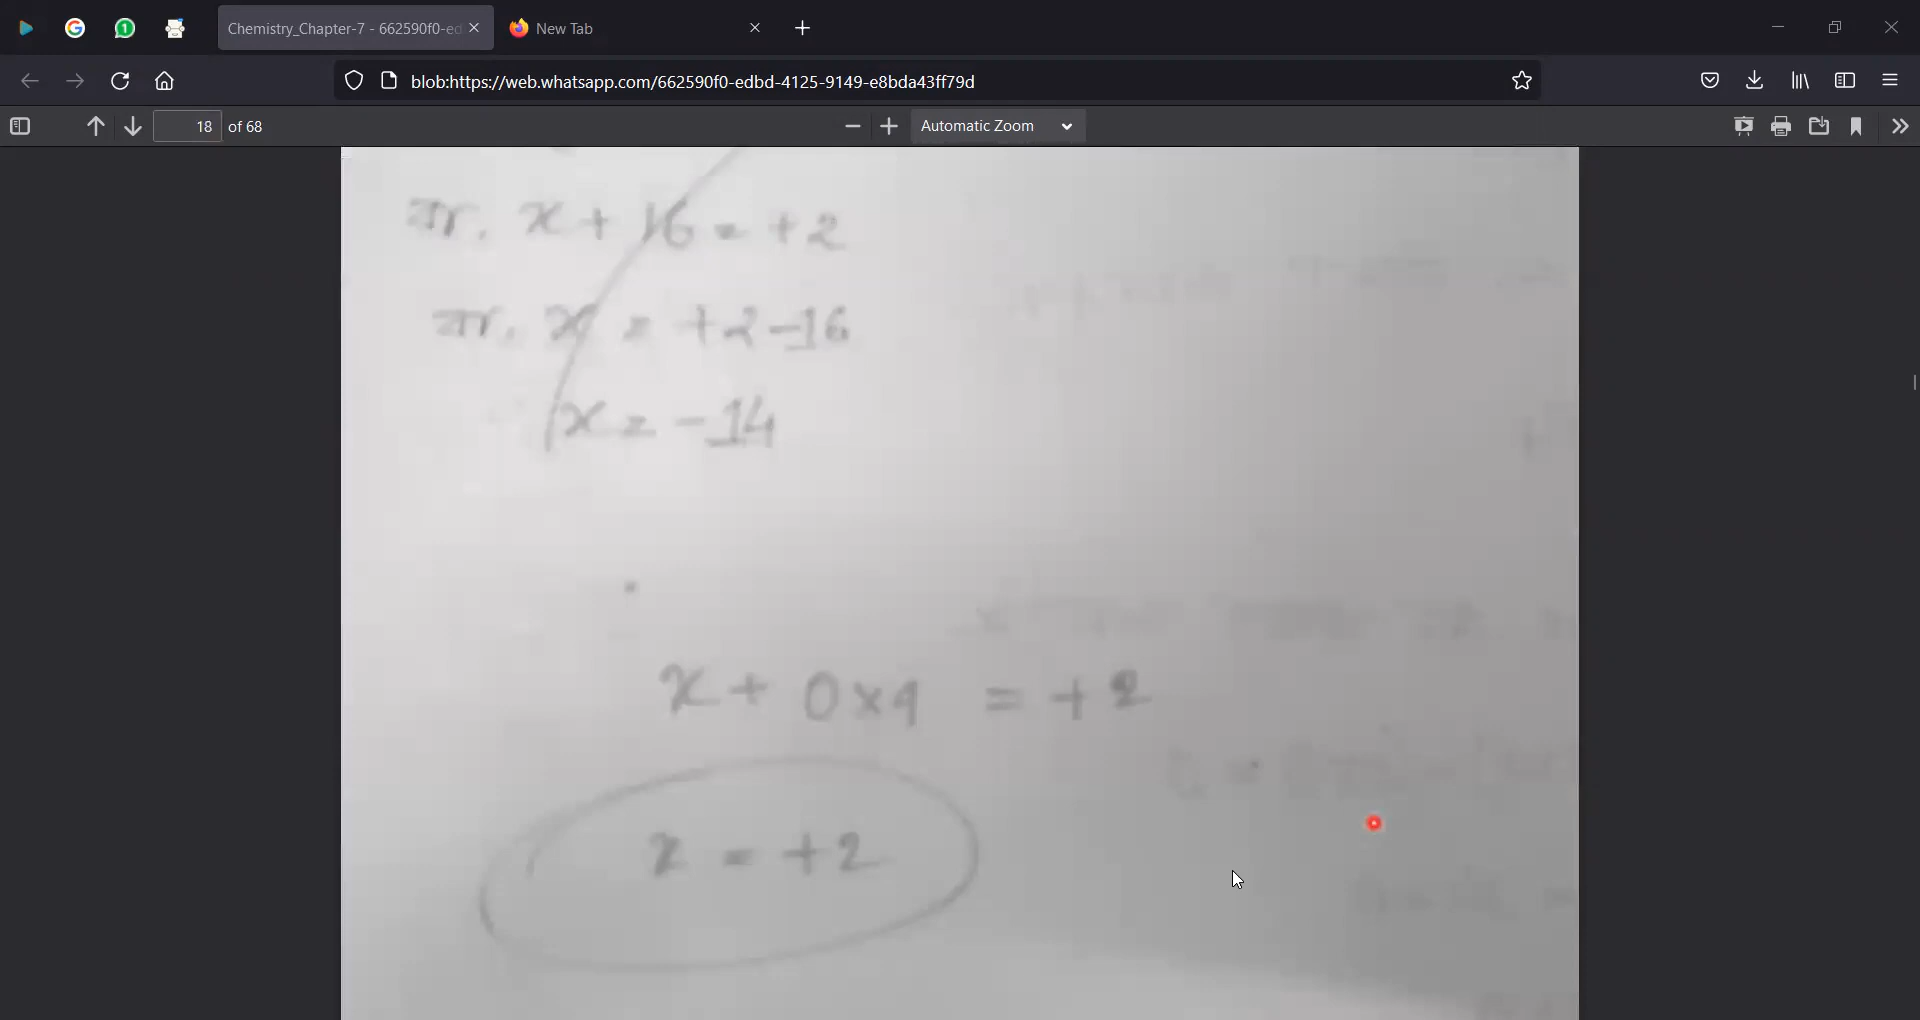 Chemistry_Chapter-7 - 662590f0-ed
New Tab
blob:https://web.whatsapp.com/662590f0-edbd-4125-9149-e8bda43ff79d
18 of 68
Automatic Zoom
বা, x + 16 = +2
বা, x = +2-16
x = -14
x + 0×4 = +2
x = +2